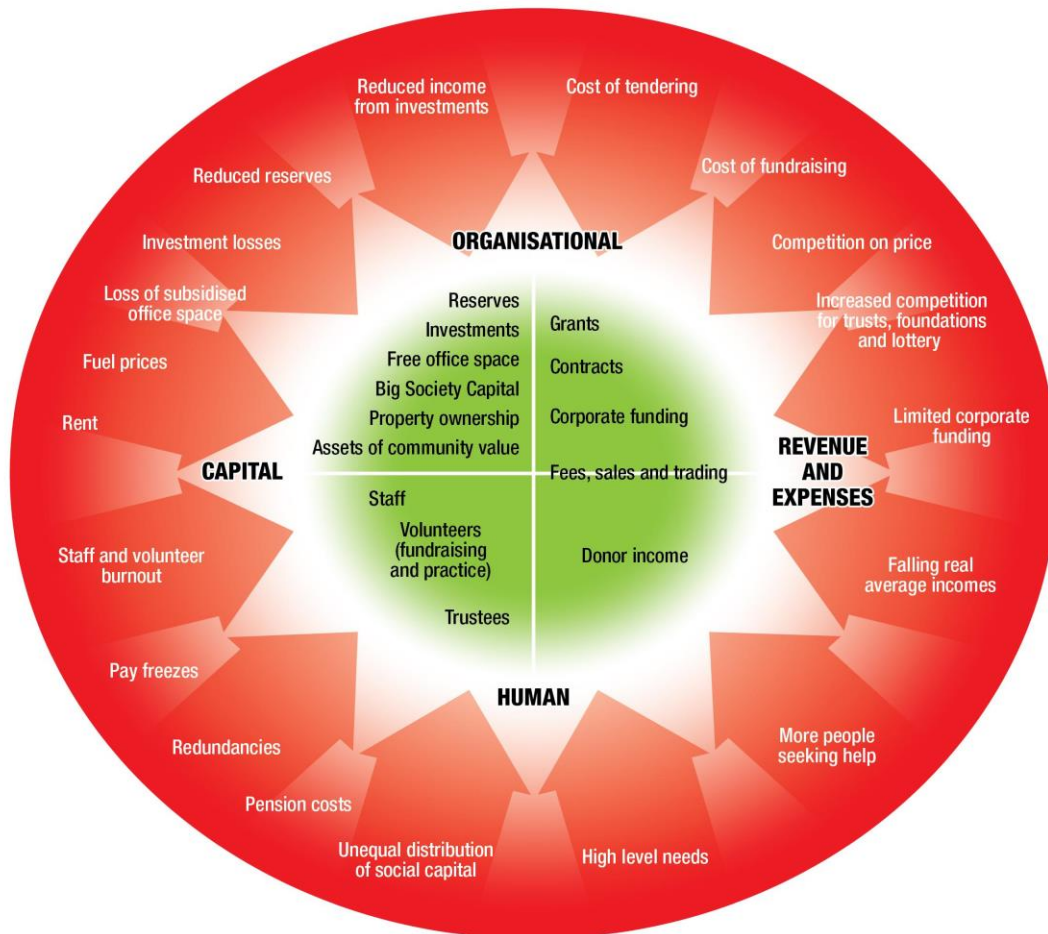 Reduced income
from investments
Cost of tendering
Reduced reserves
Cost of fundraising
Investment losses
ORGANISATIONAL
Competition on price
Loss of subsidised
office space
Increased competition
for trusts, foundations
and lottery
Fuel prices
Rent
Limited corporate
funding
Reserves
Investments
Free office space
Big Society Capital
Property ownership
Assets of community value
Grants
Contracts
Corporate funding
Fees, sales and trading
CAPITAL
REVENUE
AND
EXPENSES
Staff
Volunteers
(fundraising
and practice)
Trustees
Donor income
Staff and volunteer
burnout
Falling real
average incomes
Pay freezes
HUMAN
Redundancies
More people
seeking help
Pension costs
Unequal distribution
of social capital
High level needs